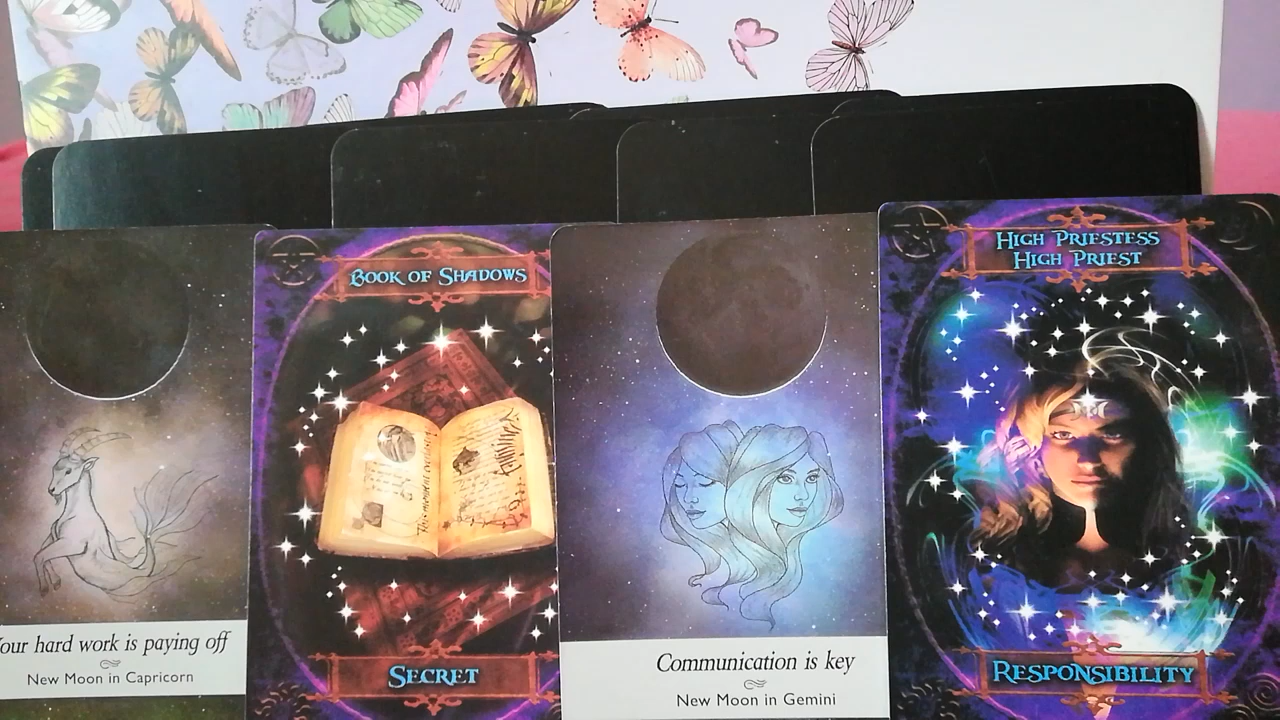 Your hard work is paying off
New Moon in Capricorn
BOOK OF SHADOWS
SECRET
Communication is key
New Moon in Gemini
HIGH PRIESTESS
HIGH PRIEST
RESPONSIBILITY